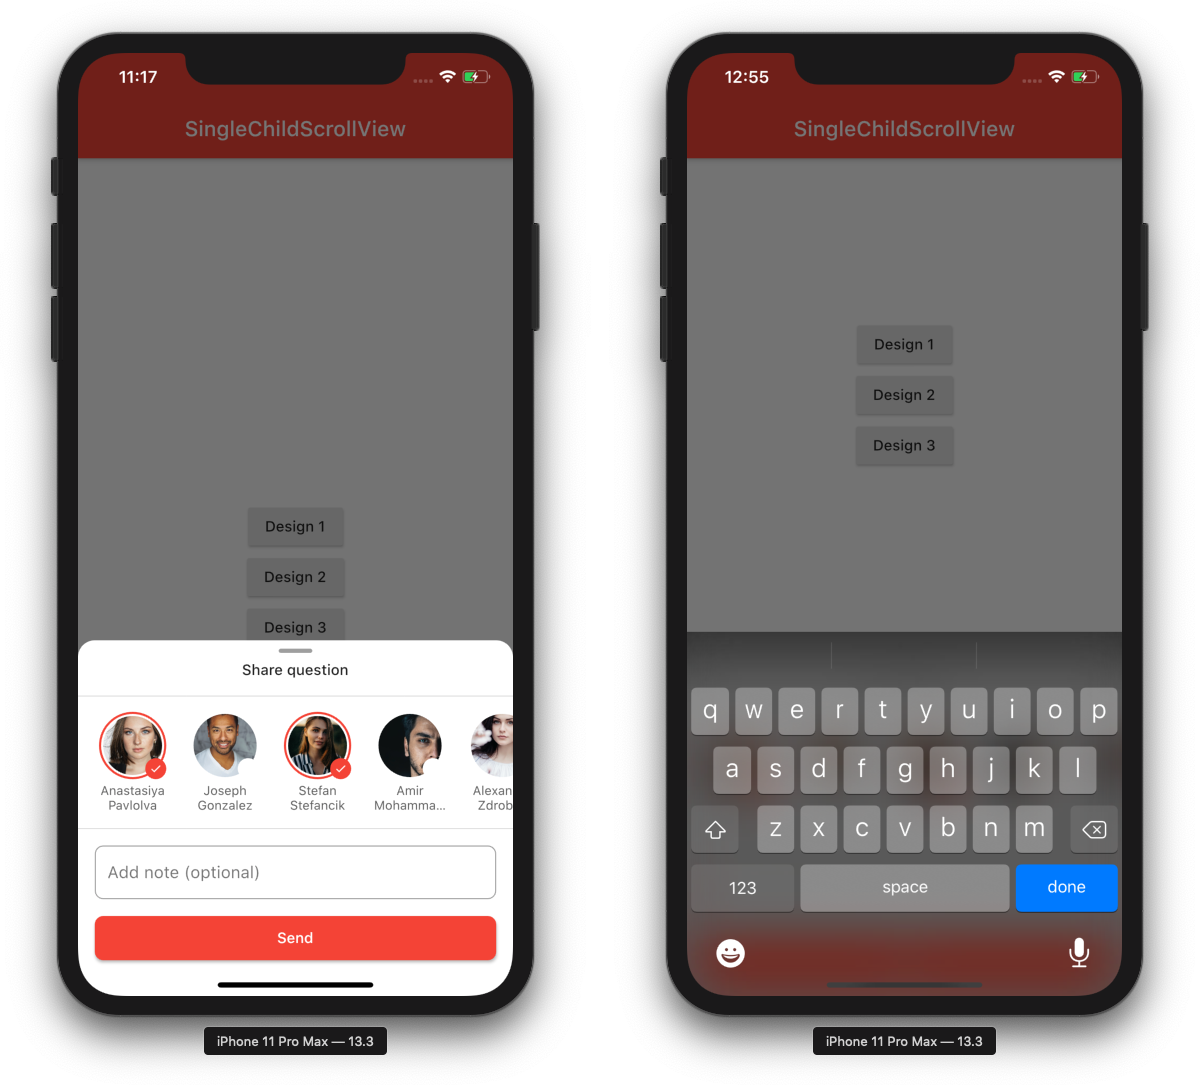 11:17
SingleChildScrollView
Design 1
Design 2
Design 3
Share question
Anastasiya
Pavlolva
Joseph
Gonzalez
Stefan
Stefancik
Amir
Mohamma...
Alexan
Zdrob
Add note (optional)
Send
iPhone 11 Pro Max — 13.3
12:55
SingleChildScrollView
Design 1
Design 2
Design 3
q w e r t y u i o p
a s d f g h j k l
z x c v b n m
123 space done
iPhone 11 Pro Max — 13.3